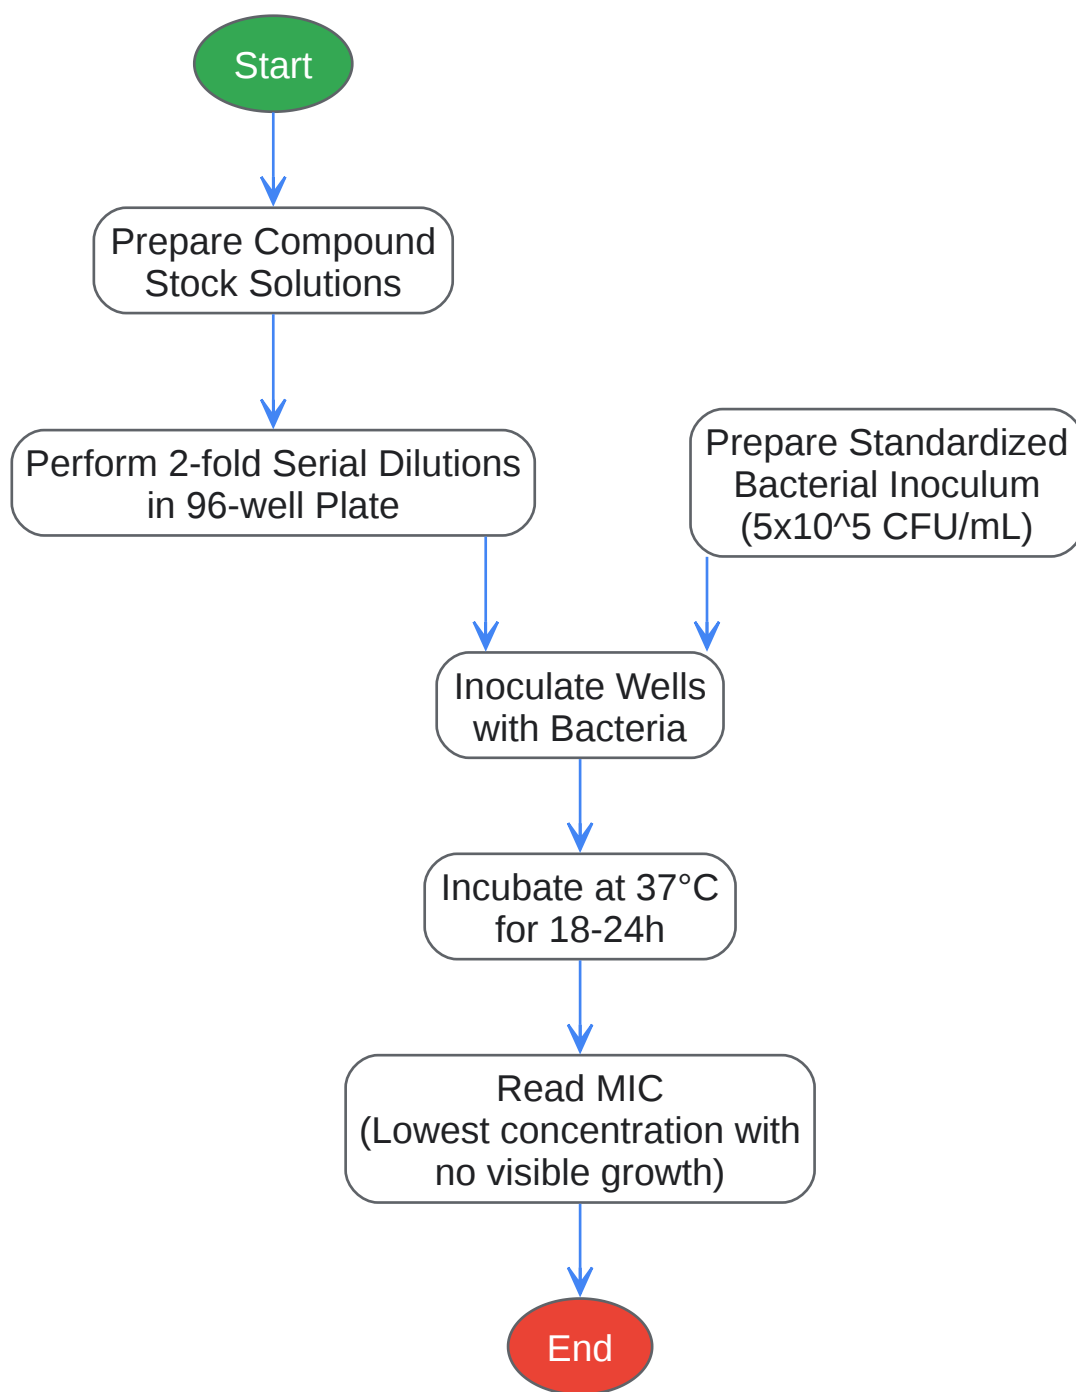 Start
Prepare Compound
Stock Solutions
Perform 2-fold Serial Dilutions
in 96-well Plate
Prepare Standardized
Bacterial Inoculum
(5x10^5 CFU/mL)
Inoculate Wells
with Bacteria
Incubate at 37°C
for 18-24h
Read MIC
(Lowest concentration with
no visible growth)
End